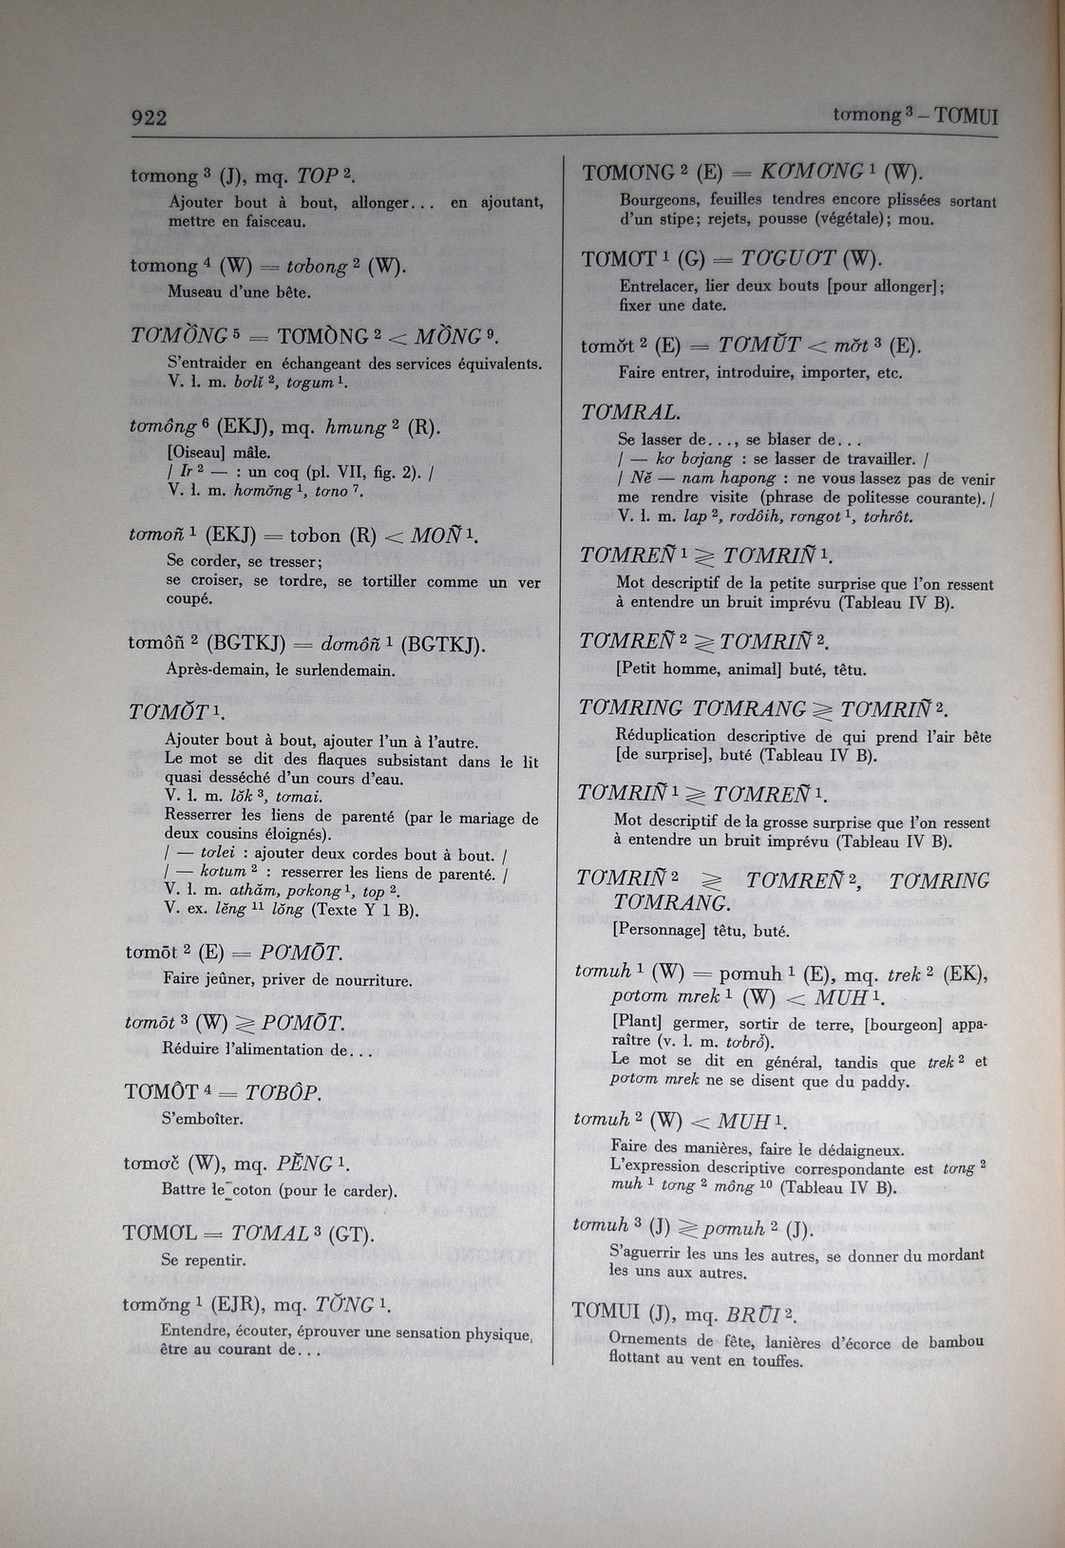 922
tơmong ³ – TƠMUI
tơmong ³ (J), mq. TOP ².
Ajouter bout à bout, allonger... en ajoutant,
mettre en faisceau.
tơmong ⁴ (W) = tơbong ² (W).
Museau d'une bête.
TƠMÔ̆NG ⁵ = TƠMÒNG ² < MÔ̆NG ⁹.
S'entraider en échangeant des services équivalents.
V. l. m. bơlĭ ², tơgum ¹.
tơmông ⁶ (EKJ), mq. hmung ² (R).
[Oiseau] mâle.
/ Ir ² — : un coq (pl. VII, fig. 2). /
V. l. m. hơmŏng ¹, tơno ⁷.
tơmoñ ¹ (EKJ) = tơbon (R) < MOÑ ¹.
Se corder, se tresser;
se croiser, se tordre, se tortiller comme un ver
coupé.
tơmôñ ² (BGTKJ) = dơmôñ ¹ (BGTKJ).
Après-demain, le surlendemain.
TƠMŎT ¹.
Ajouter bout à bout, ajouter l'un à l'autre.
Le mot se dit des flaques subsistant dans le lit
quasi desséché d'un cours d'eau.
V. l. m. lŏk ³, tơmai.
Resserrer les liens de parenté (par le mariage de
deux cousins éloignés).
/ — tơlei : ajouter deux cordes bout à bout. /
/ — kơtum ² : resserrer les liens de parenté. /
V. l. m. athăm, pơkong ¹, top ².
V. ex. lĕng ¹¹ lŏng (Texte Y 1 B).
tơmōt ² (E) = PƠMŌT.
Faire jeûner, priver de nourriture.
tơmōt ³ (W) ≷ PƠMŌT.
Réduire l'alimentation de...
TƠMÔT ⁴ = TƠBÔP.
S'emboîter.
tơmơč (W), mq. PĔNG ¹.
Battre le coton (pour le carder).
TƠMƠL = TƠMAL ³ (GT).
Se repentir.
tơmơ̆ng ¹ (EJR), mq. TƠ̆NG ¹.
Entendre, écouter, éprouver une sensation physique,
être au courant de...
TƠMƠNG ² (E) = KƠMƠNG ¹ (W).
Bourgeons, feuilles tendres encore plissées sortant
d'un stipe; rejets, pousse (végétale); mou.
TƠMƠT ¹ (G) = TƠGUƠT (W).
Entrelacer, lier deux bouts [pour allonger];
fixer une date.
tơmơ̆t ² (E) = TƠMŬT < mơ̆t ³ (E).
Faire entrer, introduire, importer, etc.
TƠMRAL.
Se lasser de..., se blaser de...
/ — kơ bơjang : se lasser de travailler. /
/ Nĕ — nam hapong : ne vous lassez pas de venir
me rendre visite (phrase de politesse courante). /
V. l. m. lap ², rơdôih, rơngot ¹, tơhrôt.
TƠMREÑ ¹ ≷ TƠMRIÑ ¹.
Mot descriptif de la petite surprise que l'on ressent
à entendre un bruit imprévu (Tableau IV B).
TƠMREÑ ² ≷ TƠMRIÑ ².
[Petit homme, animal] buté, têtu.
TƠMRING TƠMRANG ≷ TƠMRIÑ ².
Réduplication descriptive de qui prend l'air bête
[de surprise], buté (Tableau IV B).
TƠMRIÑ ¹ ≷ TƠMREÑ ¹.
Mot descriptif de la grosse surprise que l'on ressent
à entendre un bruit imprévu (Tableau IV B).
TƠMRIÑ ² ≷ TƠMREÑ ², TƠMRING
TƠMRANG.
[Personnage] têtu, buté.
tơmuh ¹ (W) = pơmuh ¹ (E), mq. trek ² (EK),
pơtơm mrek ¹ (W) < MUH ¹.
[Plant] germer, sortir de terre, [bourgeon] appa-
raître (v. l. m. tơbrơ̆).
Le mot se dit en général, tandis que trek ² et
pơtơm mrek ne se disent que du paddy.
tơmuh ² (W) < MUH ¹.
Faire des manières, faire le dédaigneux.
L'expression descriptive correspondante est tơng ²
muh ¹ tơng ² mông ¹⁰ (Tableau IV B).
tơmuh ³ (J) ≷ pơmuh ² (J).
S'aguerrir les uns les autres, se donner du mordant
les uns aux autres.
TƠMUI (J), mq. BRŪI ².
Ornements de fête, lanières d'écorce de bambou
flottant au vent en touffes.